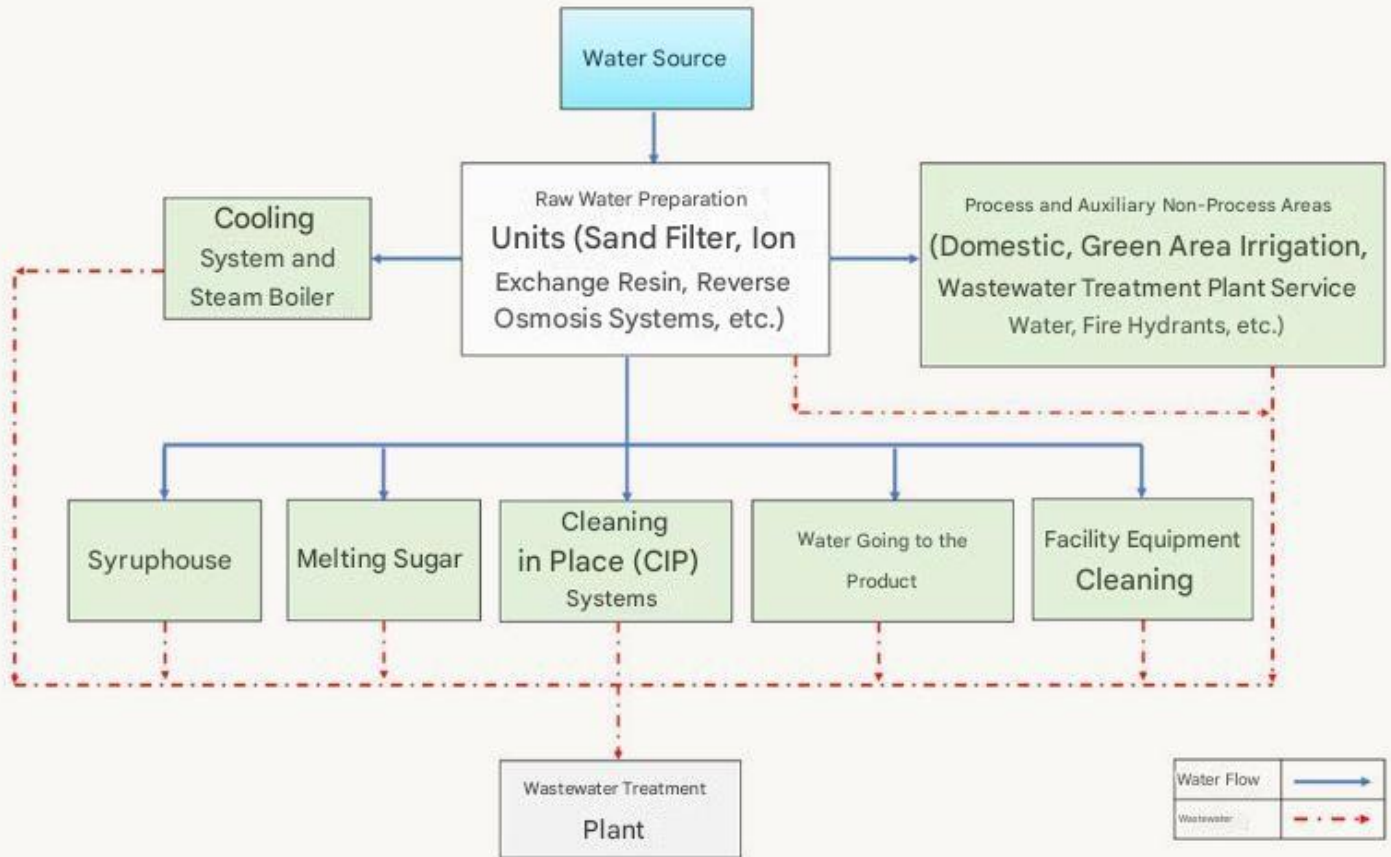 Water Source
Raw Water Preparation
Units (Sand Filter, Ion
Exchange Resin, Reverse
Osmosis Systems, etc.)
Cooling
System and
Steam Boiler
Process and Auxiliary Non-Process Areas
(Domestic, Green Area Irrigation,
Wastewater Treatment Plant Service
Water, Fire Hydrants, etc.)
Syruphouse
Melting Sugar
Cleaning
in Place (CIP)
Systems
Water Going to the
Product
Facility Equipment
Cleaning
Wastewater Treatment
Plant
Water Flow
Wastewater